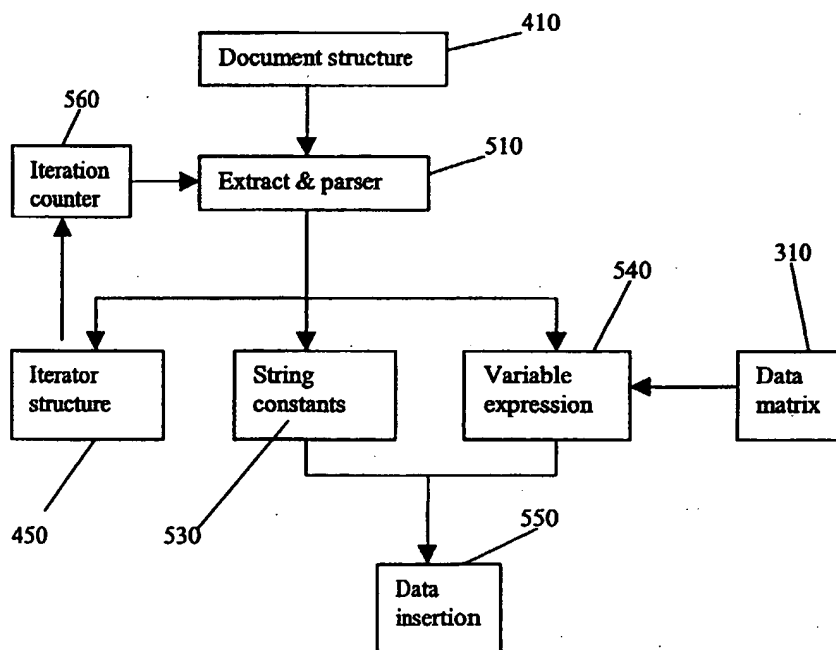 410
Document structure
560
510
Iteration
counter
Extract & parser
310
540
Iterator
structure
String
constants
Variable
expression
Data
matrix
450
530
550
Data
insertion